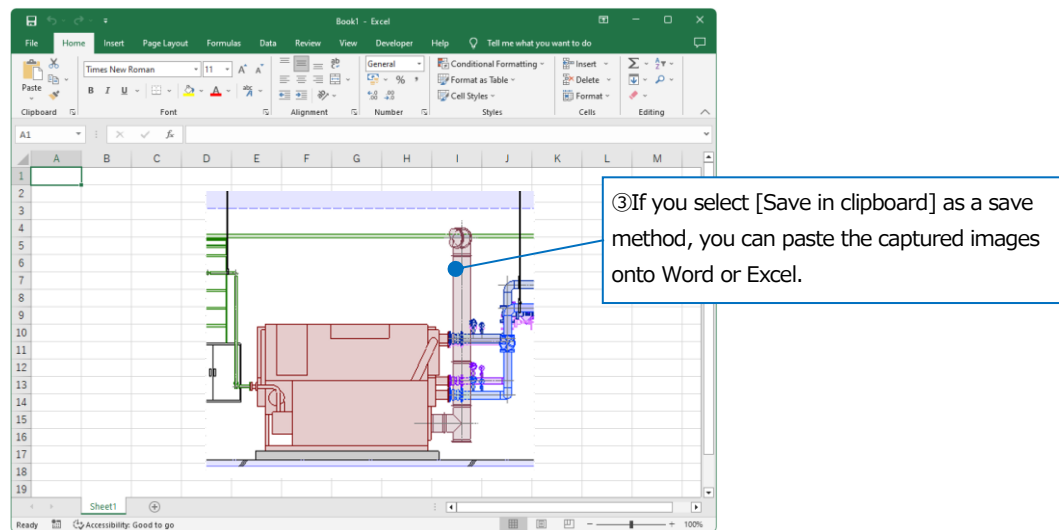 Book1 - Excel
File Home Insert Page Layout Formulas Data Review View Developer Help Tell me what you want to do
Paste
Times New Roman 11 A A
B I U A
General
% ,
Conditional Formatting
Format as Table
Cell Styles
Insert
Delete
Format
Clipboard Font Alignment Number Styles Cells Editing
A1 fx
A B C D E F G H I J K L M
1
2
3
4
5
6
7
8
9
10
11
12
13
14
15
16
17
18
19
③If you select [Save in clipboard] as a save
method, you can paste the captured images
onto Word or Excel.
Sheet1
Ready Accessibility: Good to go 100%